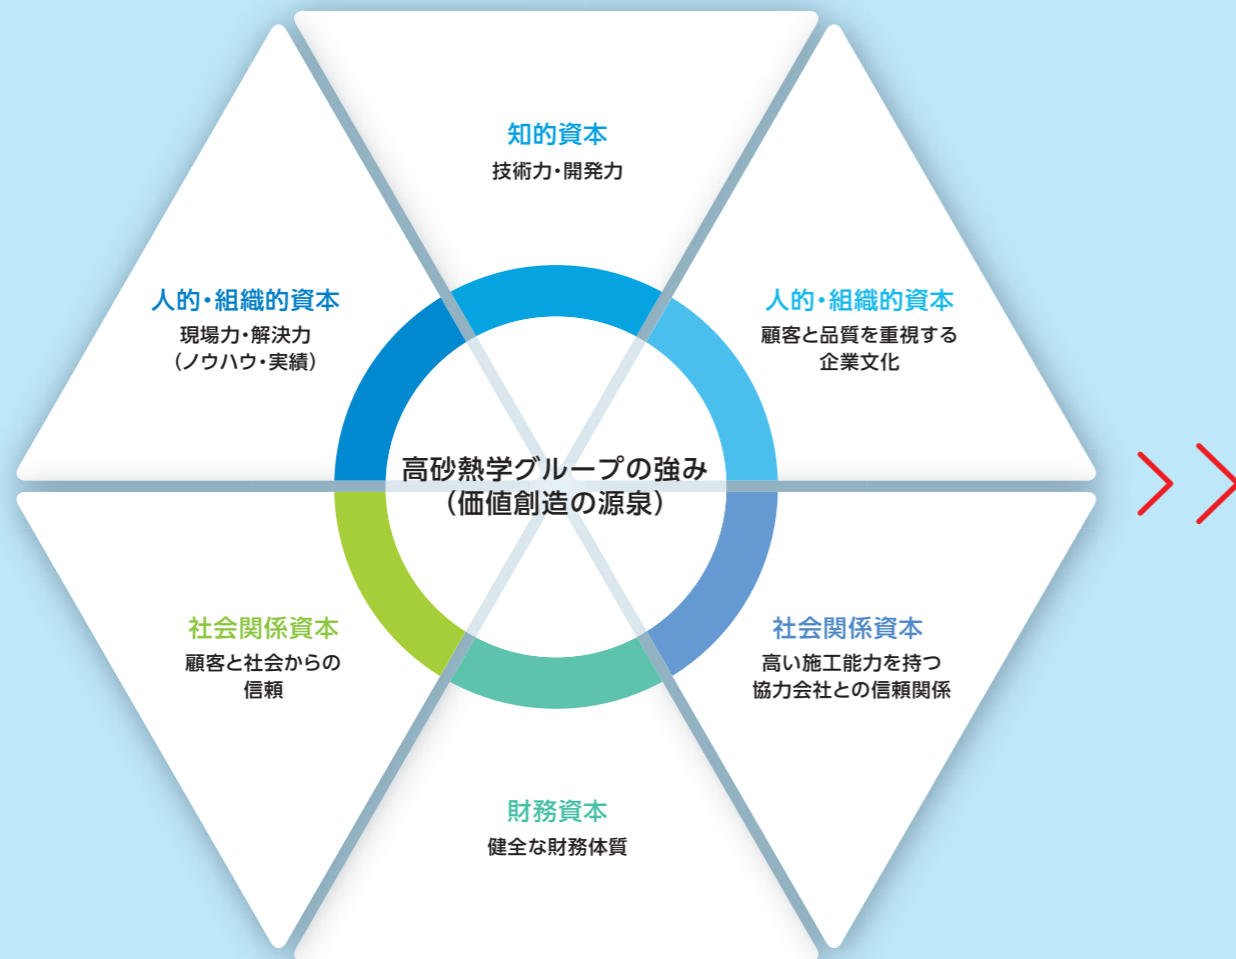 知的資本
技術力・開発力
人的・組織的資本
現場力・解決力
（ノウハウ・実績）
人的・組織的資本
顧客と品質を重視する
企業文化
高砂熱学グループの強み
（価値創造の源泉）
社会関係資本
顧客と社会からの
信頼
社会関係資本
高い施工能力を持つ
協力会社との信頼関係
財務資本
健全な財務体質